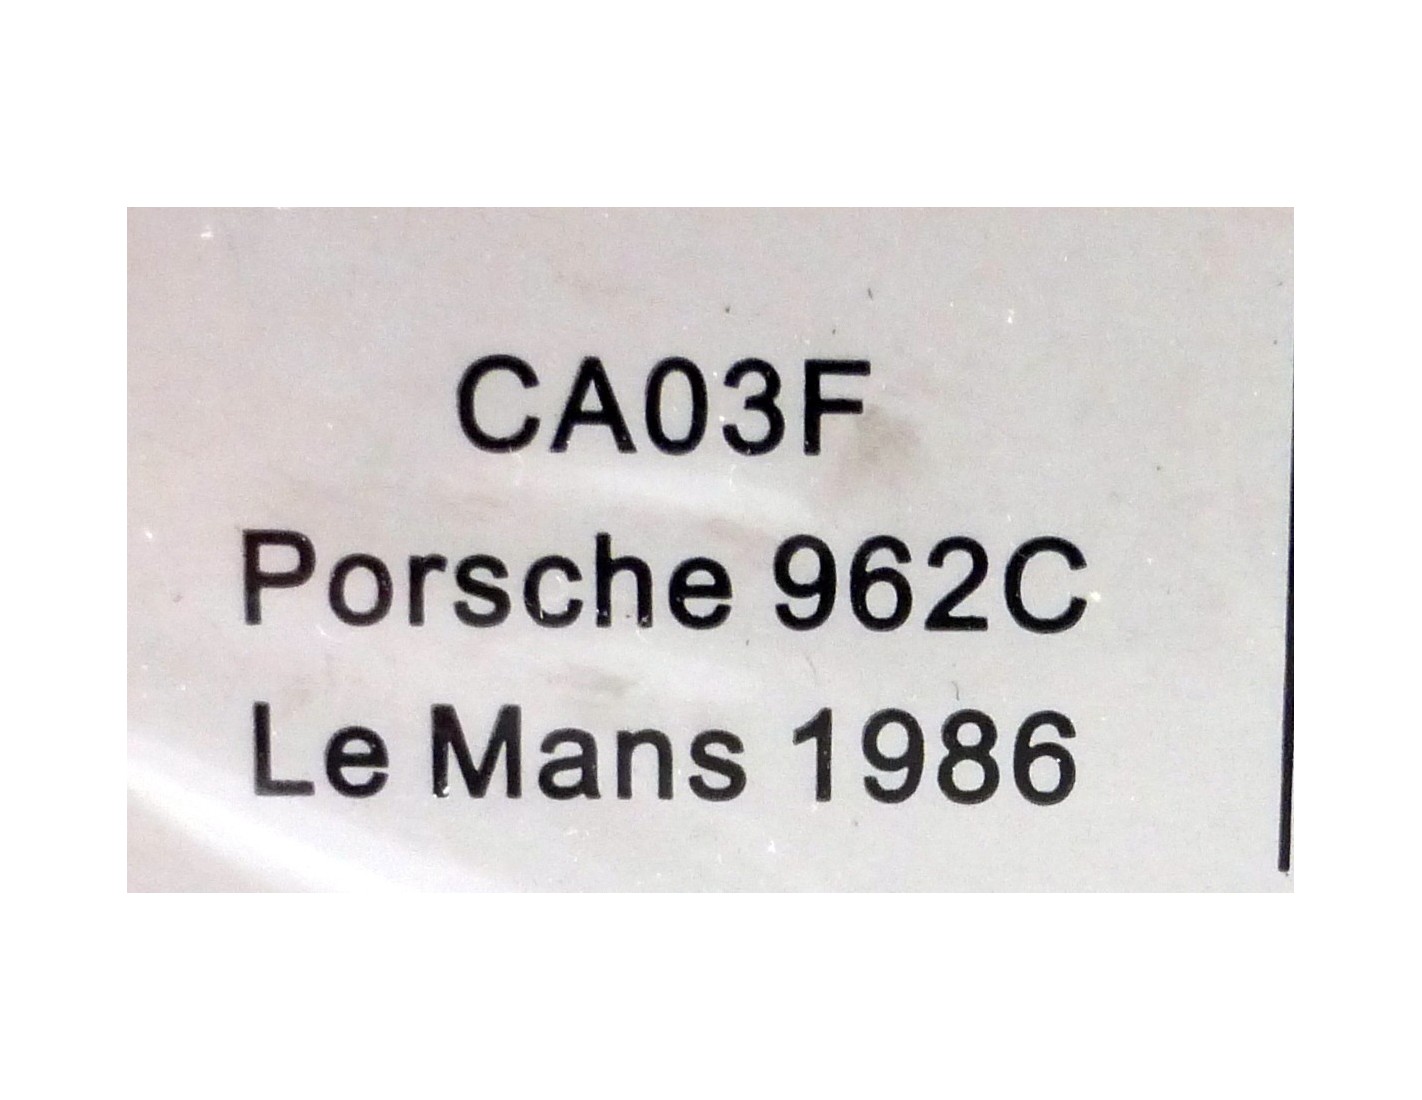 CA03F
Porsche 962C
Le Mans 1986